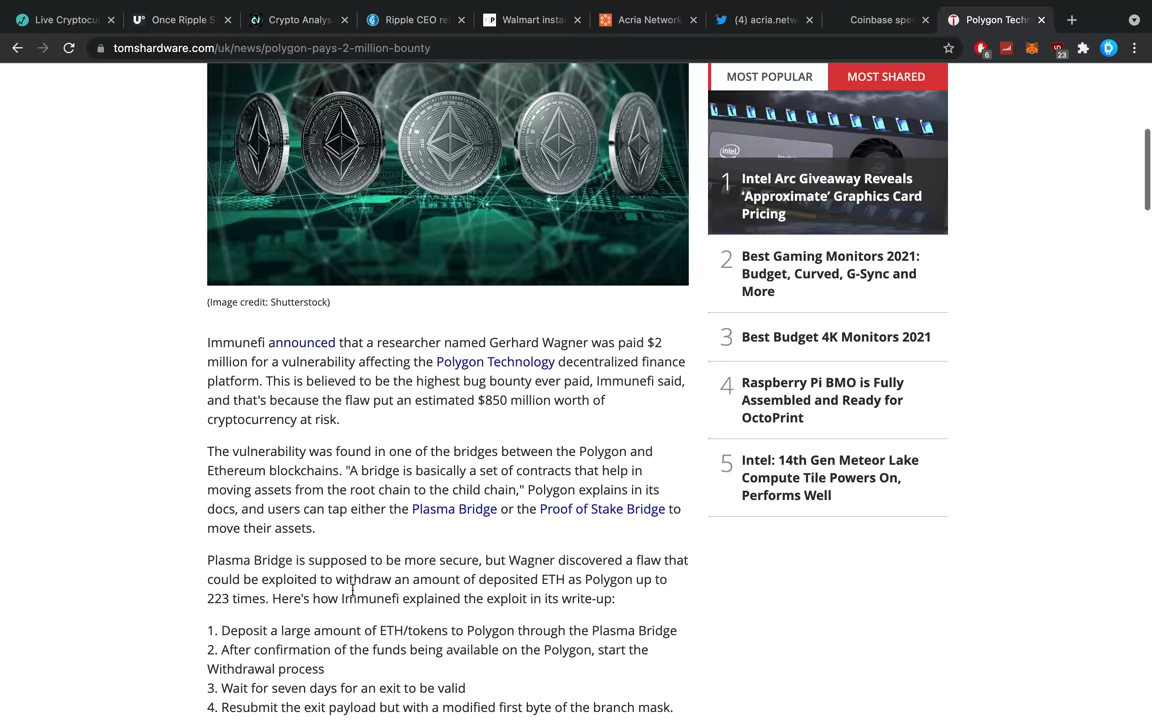 Live Cryptocu
Once Ripple S
Crypto Analys
Ripple CEO re
Walmart insta
Acria Network
(4) acria.netw
Coinbase spe
Polygon Techn
tomshardware.com/uk/news/polygon-pays-2-million-bounty
6
23
MOST POPULAR
MOST SHARED
intel
1
Intel Arc Giveaway Reveals
'Approximate' Graphics Card
Pricing
2
Best Gaming Monitors 2021:
Budget, Curved, G-Sync and
More
3
Best Budget 4K Monitors 2021
4
Raspberry Pi BMO is Fully
Assembled and Ready for
OctoPrint
5
Intel: 14th Gen Meteor Lake
Compute Tile Powers On,
Performs Well
(Image credit: Shutterstock)
Immunefi announced that a researcher named Gerhard Wagner was paid $2
million for a vulnerability affecting the Polygon Technology decentralized finance
platform. This is believed to be the highest bug bounty ever paid, Immunefi said,
and that's because the flaw put an estimated $850 million worth of
cryptocurrency at risk.
The vulnerability was found in one of the bridges between the Polygon and
Ethereum blockchains. "A bridge is basically a set of contracts that help in
moving assets from the root chain to the child chain," Polygon explains in its
docs, and users can tap either the Plasma Bridge or the Proof of Stake Bridge to
move their assets.
Plasma Bridge is supposed to be more secure, but Wagner discovered a flaw that
could be exploited to withdraw an amount of deposited ETH as Polygon up to
223 times. Here's how Immunefi explained the exploit in its write-up:
1. Deposit a large amount of ETH/tokens to Polygon through the Plasma Bridge
2. After confirmation of the funds being available on the Polygon, start the
Withdrawal process
3. Wait for seven days for an exit to be valid
4. Resubmit the exit payload but with a modified first byte of the branch mask.